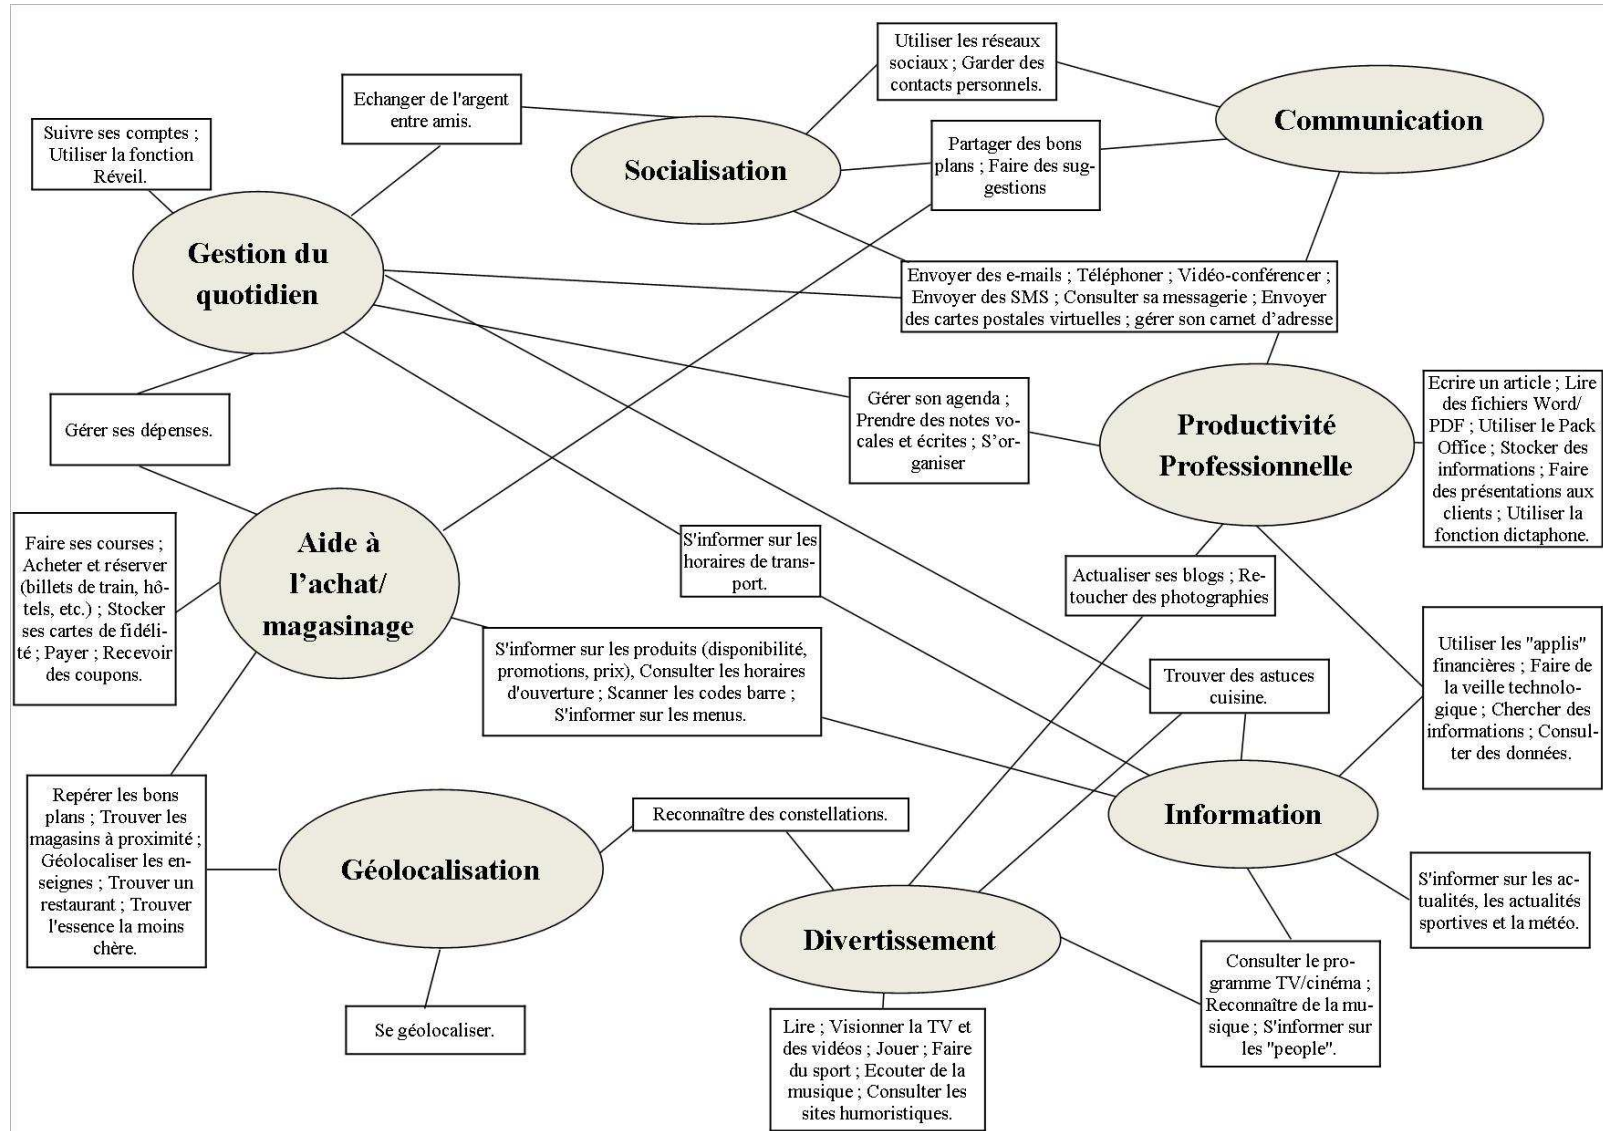 Utiliser les réseaux
sociaux ; Garder des
contacts personnels.
Communication
Echanger de l'argent
entre amis.
Suivre ses comptes ;
Utiliser la fonction
Réveil.
Socialisation
Partager des bons
plans ; Faire des sug-
gestions
Gestion du
quotidien
Envoyer des e-mails ; Téléphoner ; Vidéo-conférencer ;
Envoyer des SMS ; Consulter sa messagerie ; Envoyer
des cartes postales virtuelles ; gérer son carnet d’adresse
Gérer ses dépenses.
Gérer son agenda ;
Prendre des notes vo-
cales et écrites ; S’or-
ganiser
Productivité
Professionnelle
Ecrire un article ; Lire
des fichiers Word/
PDF ; Utiliser le Pack
Office ; Stocker des
informations ; Faire
des présentations aux
clients ; Utiliser la
fonction dictaphone.
Faire ses courses ;
Acheter et réserver
(billets de train, hô-
tels, etc.) ; Stocker
ses cartes de fidéli-
té ; Payer ; Recevoir
des coupons.
Aide à
l’achat/
magasinage
S'informer sur les
horaires de trans-
port.
Actualiser ses blogs ; Re-
toucher des photographies
S'informer sur les produits (disponibilité,
promotions, prix), Consulter les horaires
d'ouverture ; Scanner les codes barre ;
S'informer sur les menus.
Trouver des astuces
cuisine.
Utiliser les "applis"
financières ; Faire de
la veille technolo-
gique ; Chercher des
informations ; Consul-
ter des données.
Repérer les bons
plans ; Trouver les
magasins à proximité ;
Géolocaliser les en-
seignes ; Trouver un
restaurant ; Trouver
l'essence la moins
chère.
Géolocalisation
Reconnaître des constellations.
Information
S'informer sur les ac-
tualités, les actualités
sportives et la météo.
Divertissement
Consulter le pro-
gramme TV/cinéma ;
Reconnaître de la mu-
sique ; S'informer sur
les "people".
Se géolocaliser.
Lire ; Visionner la TV et
des vidéos ; Jouer ; Faire
du sport ; Ecouter de la
musique ; Consulter les
sites humoristiques.